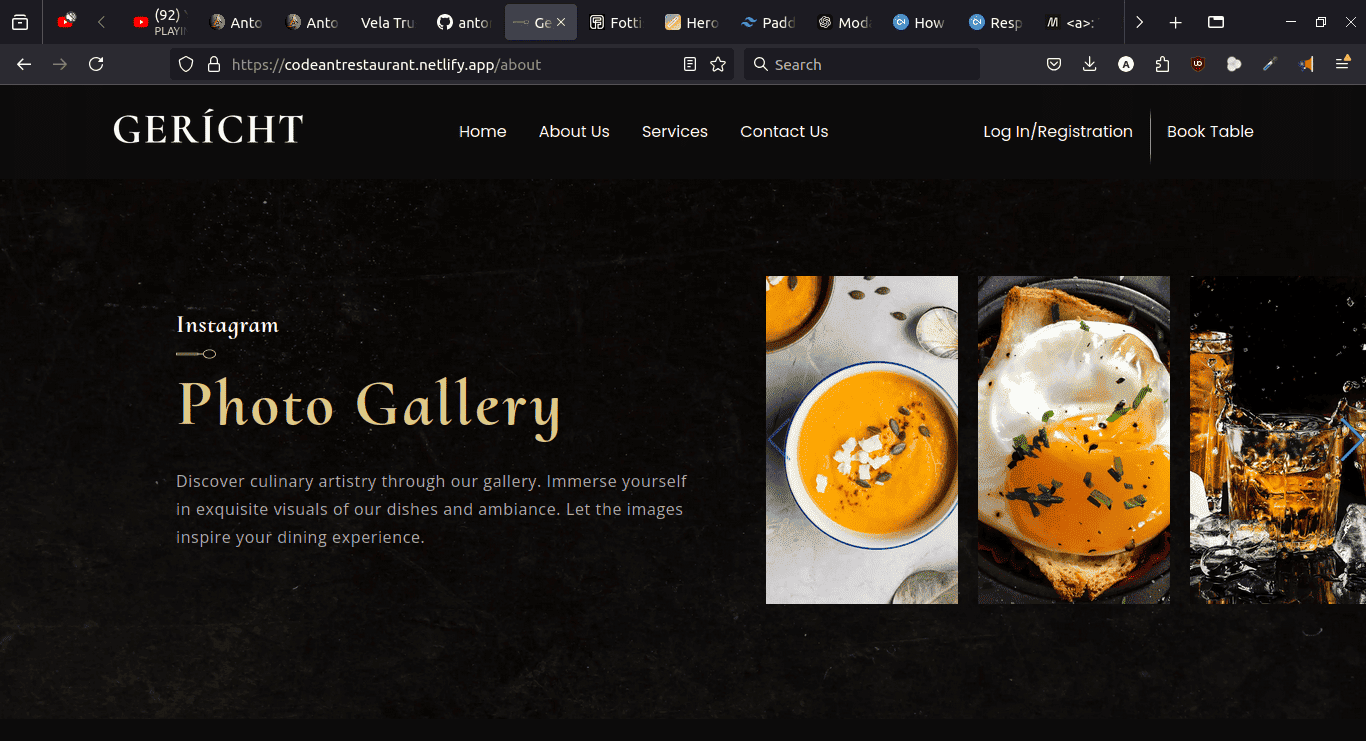 (92)
PLAYI
Anto
Anto
Vela Tru
anto
Ge
Fotti
Hero
Padd
Moda
How
Resp
<a>:
https://codeantrestaurant.netlify.app/about
Search
GERÍCHT
Home
About Us
Services
Contact Us
Log In/Registration
Book Table
Instagram
Photo Gallery
Discover culinary artistry through our gallery. Immerse yourself
in exquisite visuals of our dishes and ambiance. Let the images
inspire your dining experience.